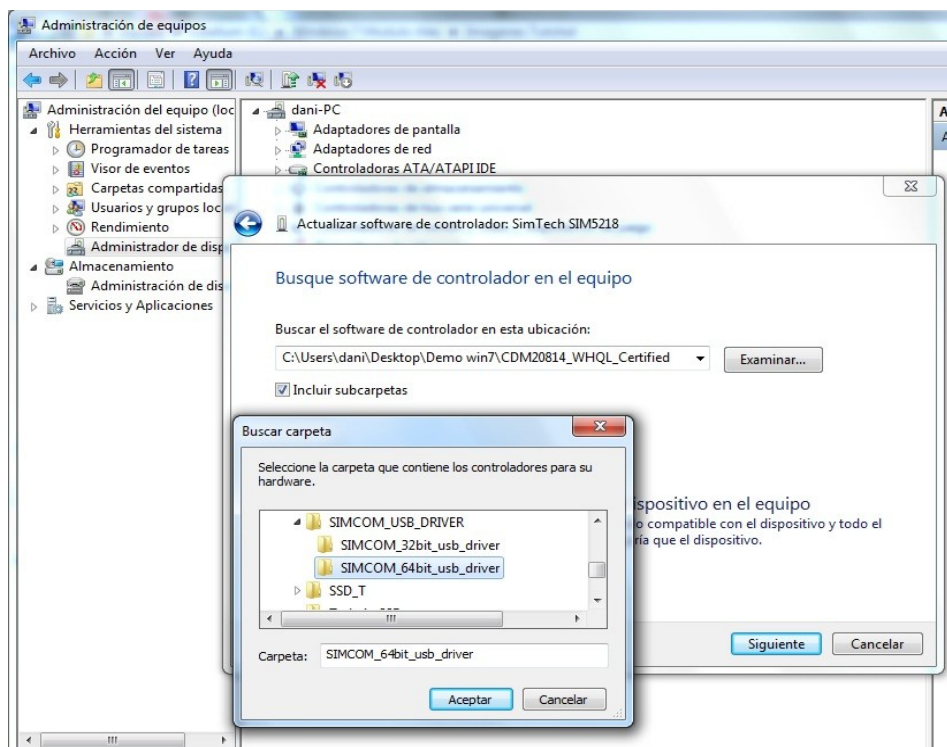 Administración de equipos
Archivo Acción Ver Ayuda
Administración del equipo (loc
Herramientas del sistema
Programador de tareas
Visor de eventos
Carpetas compartidas
Usuarios y grupos loc
Rendimiento
Administrador de disp
Almacenamiento
Administración de dis
Servicios y Aplicaciones
dani-PC
Adaptadores de pantalla
Adaptadores de red
Controladoras ATA/ATAPI IDE
Actualizar software de controlador: SimTech SIM5218
Busque software de controlador en el equipo
Buscar el software de controlador en esta ubicación:
C:\Users\dani\Desktop\Demo win7\CDM20814_WHQL_Certified
Examinar...
Incluir subcarpetas
ispositivo en el equipo
o compatible con el dispositivo y todo el
ría que el dispositivo.
Siguiente Cancelar
Buscar carpeta
Seleccione la carpeta que contiene los controladores para su
hardware.
SIMCOM_USB_DRIVER
SIMCOM_32bit_usb_driver
SIMCOM_64bit_usb_driver
SSD_T
Carpeta: SIMCOM_64bit_usb_driver
Aceptar Cancelar